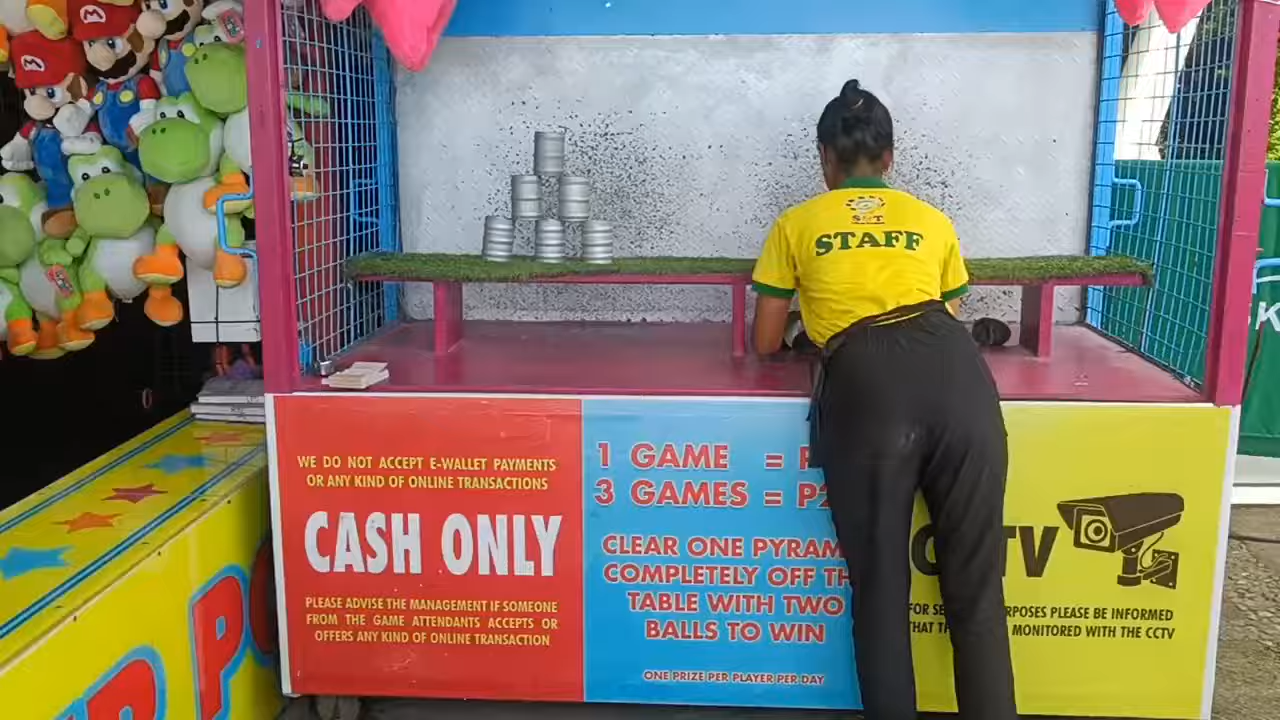 STAFF
WE DO NOT ACCEPT E-WALLET PAYMENTS
OR ANY KIND OF ONLINE TRANSACTIONS
CASH ONLY
PLEASE ADVISE THE MANAGEMENT IF SOMEONE
FROM THE GAME ATTENDANTS ACCEPTS OR
OFFERS ANY KIND OF ONLINE TRANSACTION
1 GAME =
3 GAMES = P2
CLEAR ONE
COMPLETELY OFF
TABLE WITH TWO
BALLS TO WIN
ONE PRIZE PER PLAYER PER DAY
TV
FOR PLEASE BE INFORMED
MONITORED WITH THE CCTV
P